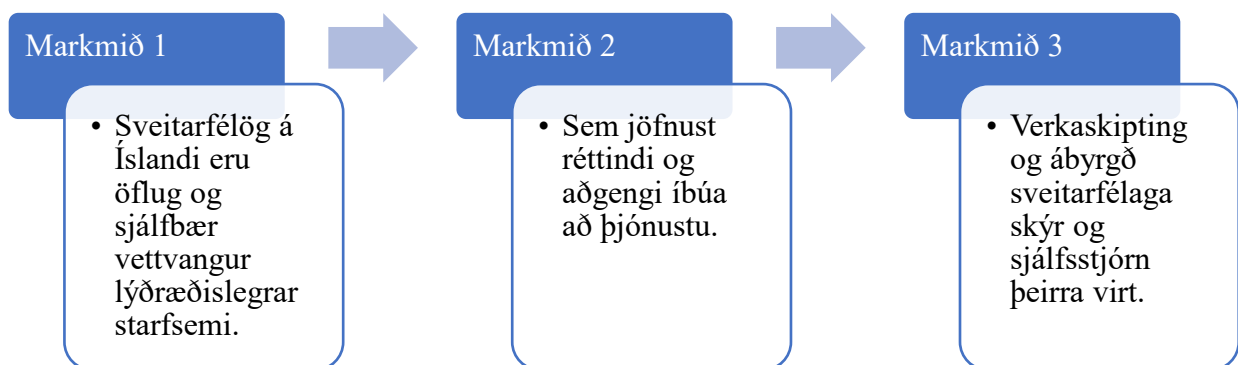 Markmið 1
• Sveitarfélög á
Íslandi eru
öflug og
sjálfbær
vettvangur
lýðræðislegrar
starfsemi.
Markmið 2
• Sem jöfnust
réttindi og
aðgengi íbúa
að þjónustu.
Markmið 3
• Verkaskipting
og ábyrgð
sveitarfélaga
skýr og
sjálfsstjórn
þeirra virt.